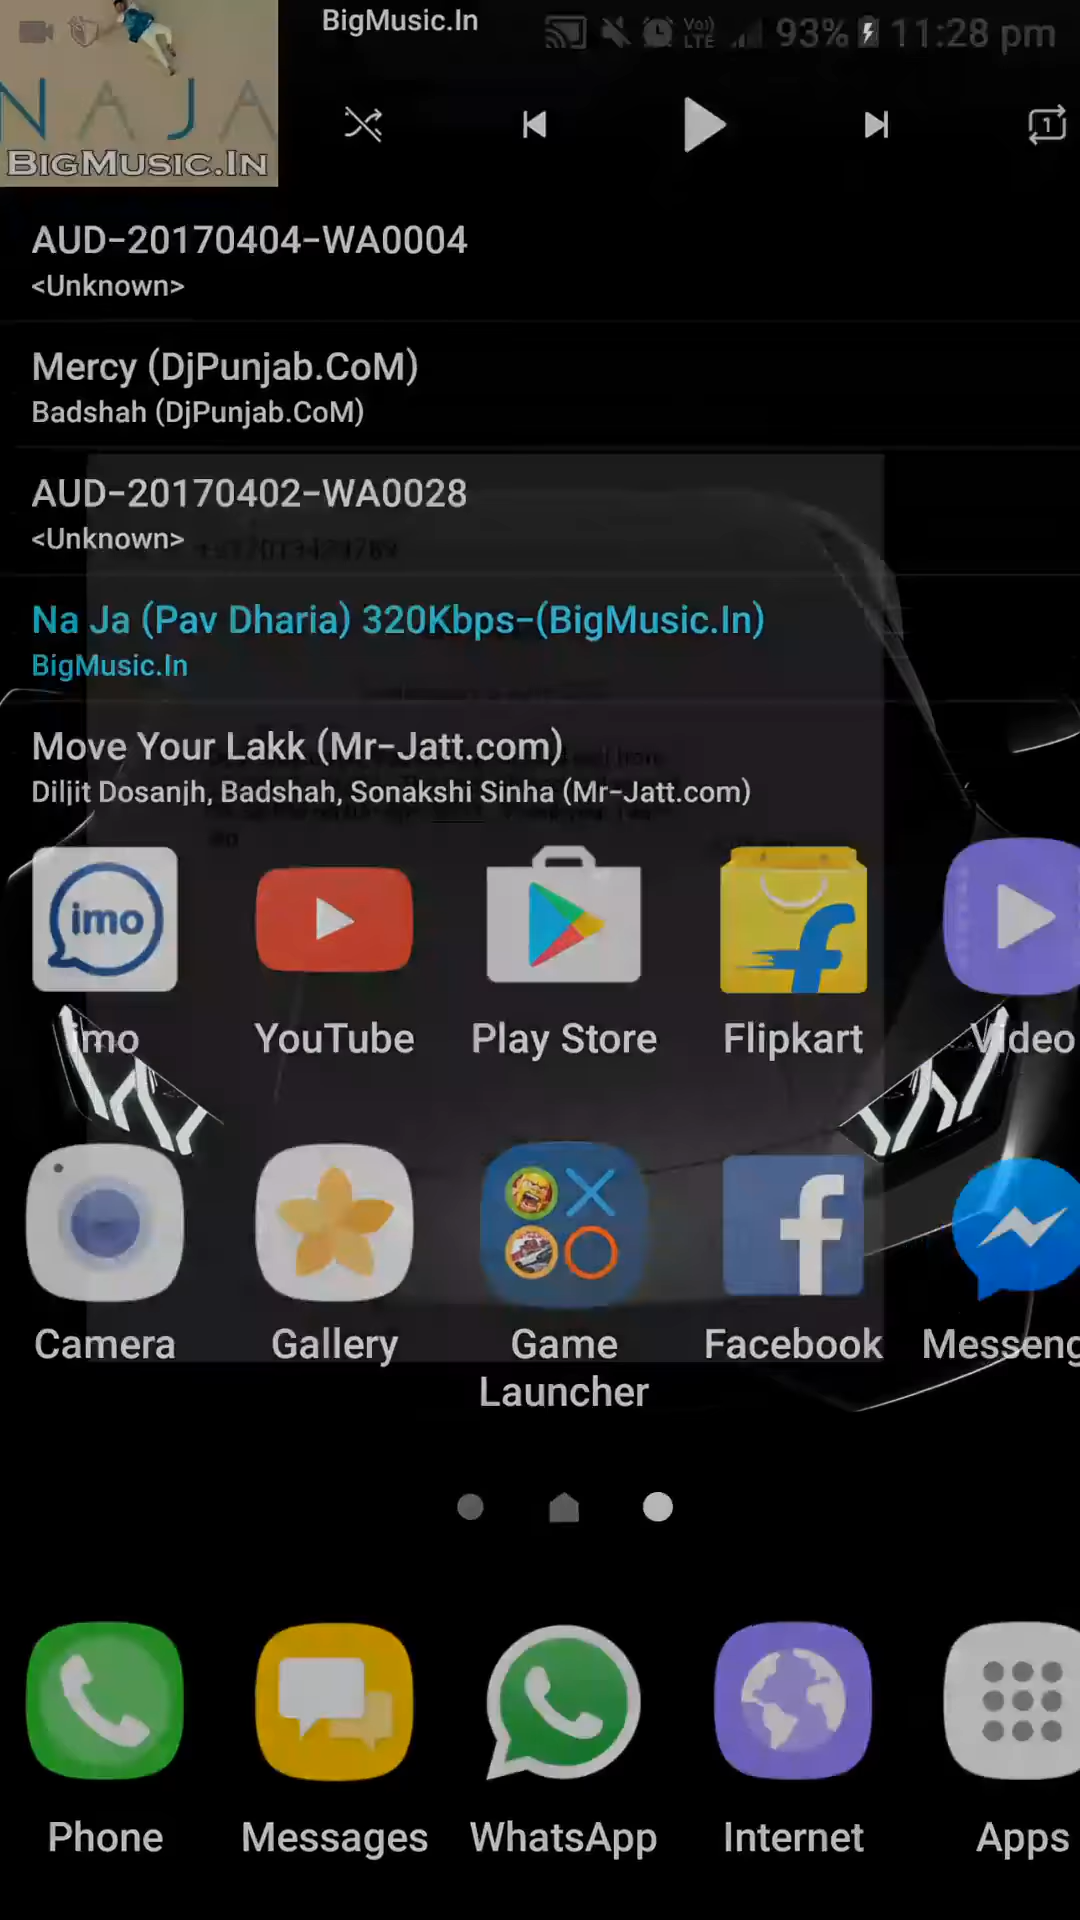 BigMusic.In
Vo))
LTE
93%
11:28 pm
NAJA
BIGMUSIC.IN
1
AUD-20170404-WA0004
<Unknown>
Mercy (DjPunjab.CoM)
Badshah (DjPunjab.CoM)
AUD-20170402-WA0028
<Unknown>
Na Ja (Pav Dharia) 320Kbps-(BigMusic.In)
BigMusic.In
Move Your Lakk (Mr-Jatt.com)
Diljit Dosanjh, Badshah, Sonakshi Sinha (Mr-Jatt.com)
imo
imo YouTube Play Store Flipkart Video
f
Camera Gallery Game Facebook Messeng
Launcher
Phone Messages WhatsApp Internet Apps